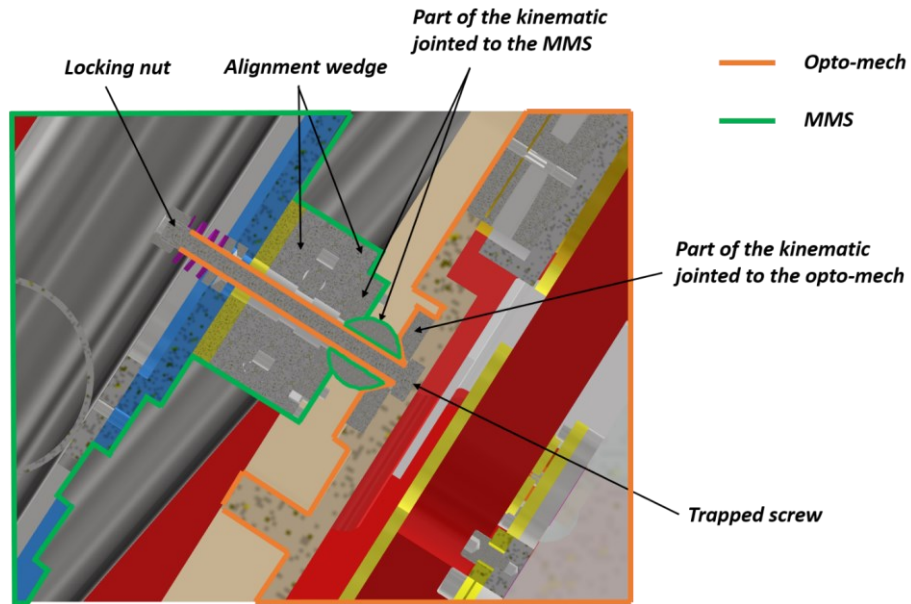 Part of the kinematic
jointed to the MMS
Locking nut
Alignment wedge
Opto-mech
MMS
Part of the kinematic
jointed to the opto-mech
Trapped screw